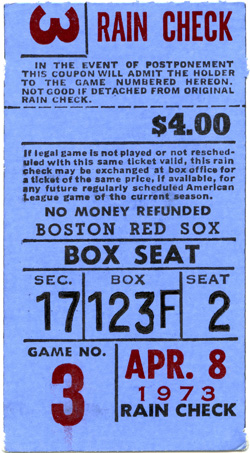 3 RAIN CHECK
IN THE EVENT OF POSTPONEMENT
THIS COUPON WILL ADMIT THE HOLDER
TO THE GAME NUMBERED HEREON.
NOT GOOD IF DETACHED FROM ORIGINAL
RAIN CHECK.
$4.00
If legal game is not played or not resched-
uled with this same ticket valid, this rain
check may be exchanged at box office for
a ticket of the same price, if available, for
any future regularly scheduled American
League game of the current season.
NO MONEY REFUNDED
BOSTON RED SOX
BOX SEAT
SEC. BOX SEAT
17 123F 2
GAME NO.
3
APR. 8
1973
RAIN CHECK